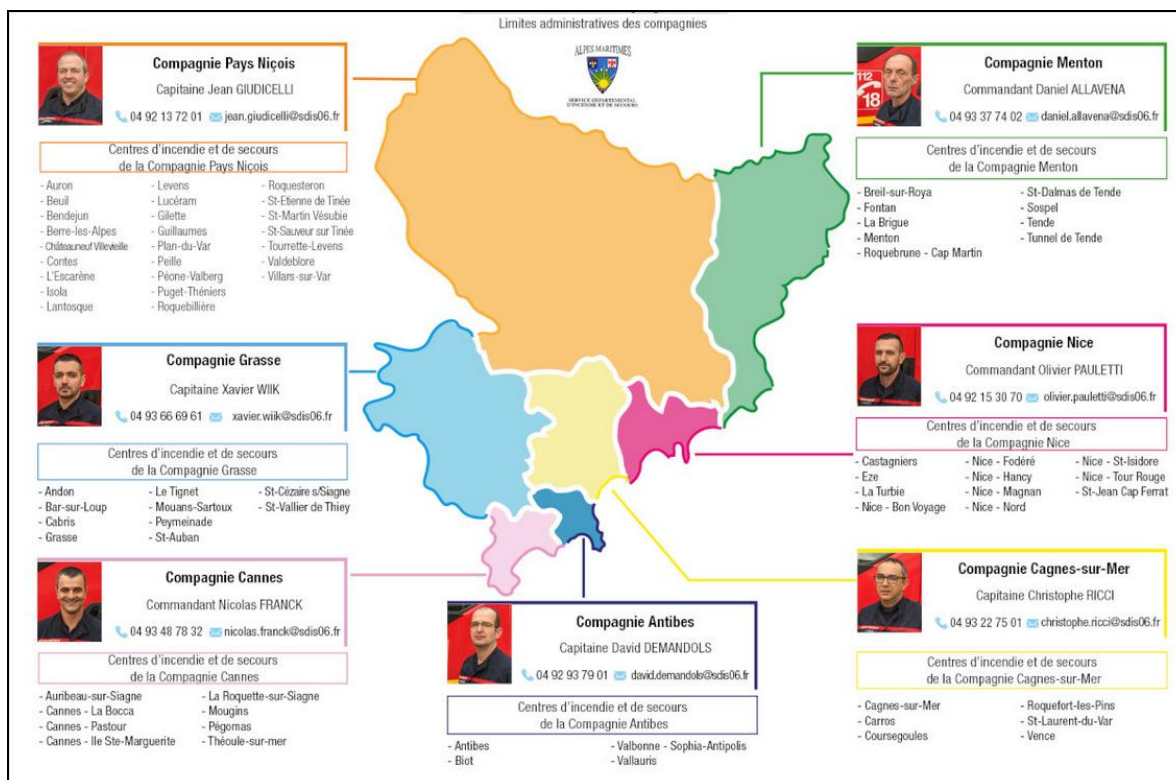 Limites administratives des compagnies
ALPES MARITIMES
SERVICE DEPARTEMENTAL
D'INCENDIE ET DE SECOURS
Compagnie Pays Niçois
Capitaine Jean GIUDICELLI
04 92 13 72 01 jean.giudicelli@sdis06.fr
Centres d'incendie et de secours
de la Compagnie Pays Niçois
- Auron
- Beuil
- Bendejun
- Berre-les-Alpes
- Châteauneuf Villevieille
- Contes
- L'Escarène
- Isola
- Lantosque
- Levens
- Lucéram
- Gilette
- Guillaumes
- Plan-du-Var
- Peille
- Péone-Valberg
- Puget-Théniers
- Roquebillière
- Roquesteron
- St-Etienne de Tinée
- St-Martin Vésubie
- St-Sauveur sur Tinée
- Tourrette-Levens
- Valdeblore
- Villars-sur-Var
112
18
Compagnie Menton
Commandant Daniel ALLAVENA
04 93 37 74 02 daniel.allavena@sdis06.fr
Centres d'incendie et de secours
de la Compagnie Menton
- Breil-sur-Roya
- Fontan
- La Brigue
- Menton
- Roquebrune - Cap Martin
- St-Dalmas de Tende
- Sospel
- Tende
- Tunnel de Tende
Compagnie Grasse
Capitaine Xavier WIIK
04 93 66 69 61 xavier.wiik@sdis06.fr
Centres d'incendie et de secours
de la Compagnie Grasse
- Andon
- Bar-sur-Loup
- Cabris
- Grasse
- Le Tignet
- Mouans-Sartoux
- Peymeinade
- St-Auban
- St-Cézaire s/Siagne
- St-Vallier de Thiey
Compagnie Nice
Commandant Olivier PAULETTI
04 92 15 30 70 olivier.pauletti@sdis06.fr
Centres d'incendie et de secours
de la Compagnie Nice
- Castagniers
- Eze
- La Turbie
- Nice - Bon Voyage
- Nice - Fodéré
- Nice - Hancy
- Nice - Magnan
- Nice - Nord
- Nice - St-Isidore
- Nice - Tour Rouge
- St-Jean Cap Ferrat
Compagnie Cannes
Commandant Nicolas FRANCK
04 93 48 78 32 nicolas.franck@sdis06.fr
Centres d'incendie et de secours
de la Compagnie Cannes
- Auribeau-sur-Siagne
- Cannes - La Bocca
- Cannes - Pastour
- Cannes - Ile Ste-Marguerite
- La Roquette-sur-Siagne
- Mougins
- Pégomas
- Théoule-sur-mer
Compagnie Antibes
Capitaine David DEMANDOLS
04 92 93 79 01 david.demandols@sdis06.fr
Centres d'incendie et de secours
de la Compagnie Antibes
- Antibes
- Biot
- Valbonne - Sophia-Antipolis
- Vallauris
Compagnie Cagnes-sur-Mer
Capitaine Christophe RICCI
04 93 22 75 01 christophe.ricci@sdis06.fr
Centres d'incendie et de secours
de la Compagnie Cagnes-sur-Mer
- Cagnes-sur-Mer
- Carros
- Coursegoules
- Roquefort-les-Pins
- St-Laurent-du-Var
- Vence